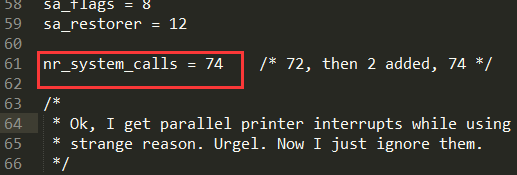 58 sa_flags = 8
59 sa_restorer = 12
60
61 nr_system_calls = 74 /* 72, then 2 added, 74 */
62
63 /*
64 * Ok, I get parallel printer interrupts while using
65 * strange reason. Urgel. Now I just ignore them.
66 */